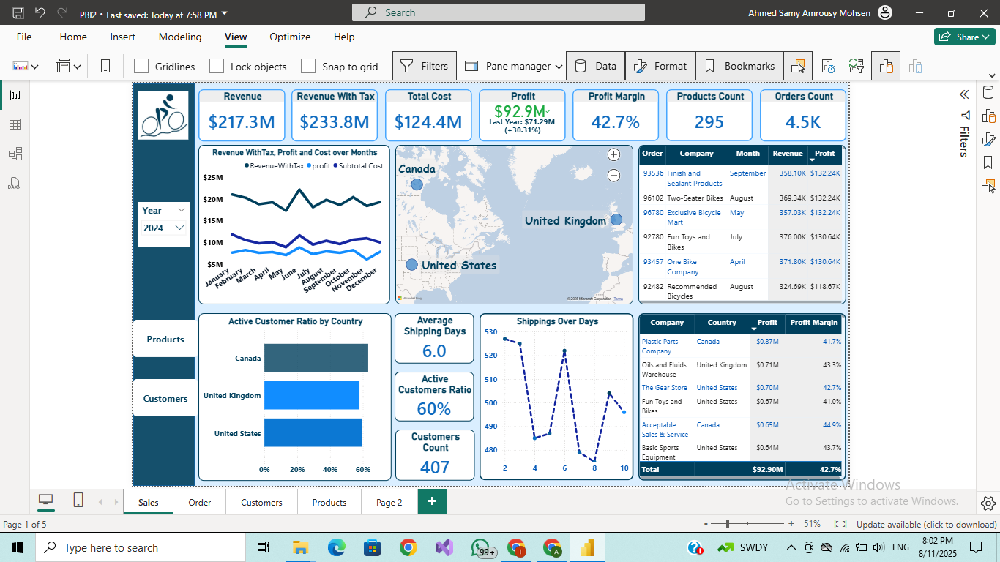 PBI2 • Last saved: Today at 7:58 PM
Search
Ahmed Samy Amrousy Mohsen
File Home Insert Modeling View Optimize Help
Share
Gridlines Lock objects Snap to grid Filters Pane manager Data Format Bookmarks
Revenue
$217.3M
Revenue With Tax
$233.8M
Total Cost
$124.4M
Profit
$92.9M✓
Last Year: $71.29M
(+30.31%)
Profit Margin
42.7%
Products Count
295
Orders Count
4.5K
Filters
Year
2024
Products
Customers
Revenue WithTax, Profit and Cost over Months
RevenueWithTax profit Subtotal Cost
$25M
$20M
$15M
$10M
$5M
January February March April May June July August September October November December
Canada
United Kingdom
United States
Microsoft Bing
© 2025 Microsoft Corporation Terms
Order Company Month Revenue Profit
93536 Finish and September 358.10K $132.24K
Sealant Products
96102 Two-Seater Bikes August 369.34K $132.24K
96780 Exclusive Bicycle May 357.03K $132.24K
Mart
92780 Fun Toys and July 376.00K $130.64K
Bikes
93457 One Bike April 371.80K $130.64K
Company
92482 Recommended August 324.69K $118.67K
Bicycles
Active Customer Ratio by Country
Canada
United Kingdom
United States
0% 20% 40% 60%
Average
Shipping Days
6.0
Active
Customers Ratio
60%
Customers
Count
407
Shippings Over Days
530
520
510
500
490
480
2 4 6 8 10
Company Country Profit Profit Margin
Plastic Parts Canada $0.87M 41.7%
Company
Oils and Fluids United Kingdom $0.71M 43.3%
Warehouse
The Gear Store United States $0.70M 42.7%
Fun Toys and United States $0.67M 41.0%
Bikes
Acceptable Canada $0.65M 44.9%
Sales & Service
Basic Sports United States $0.64M 43.7%
Equipment
Total $92.90M 42.7%
Activate Windows
Go to Settings to activate Windows.
Sales Order Customers Products Page 2 +
Page 1 of 5
- + 51%
Update available (click to download)
Type here to search
99+
SWDY
ENG
8:02 PM
8/11/2025